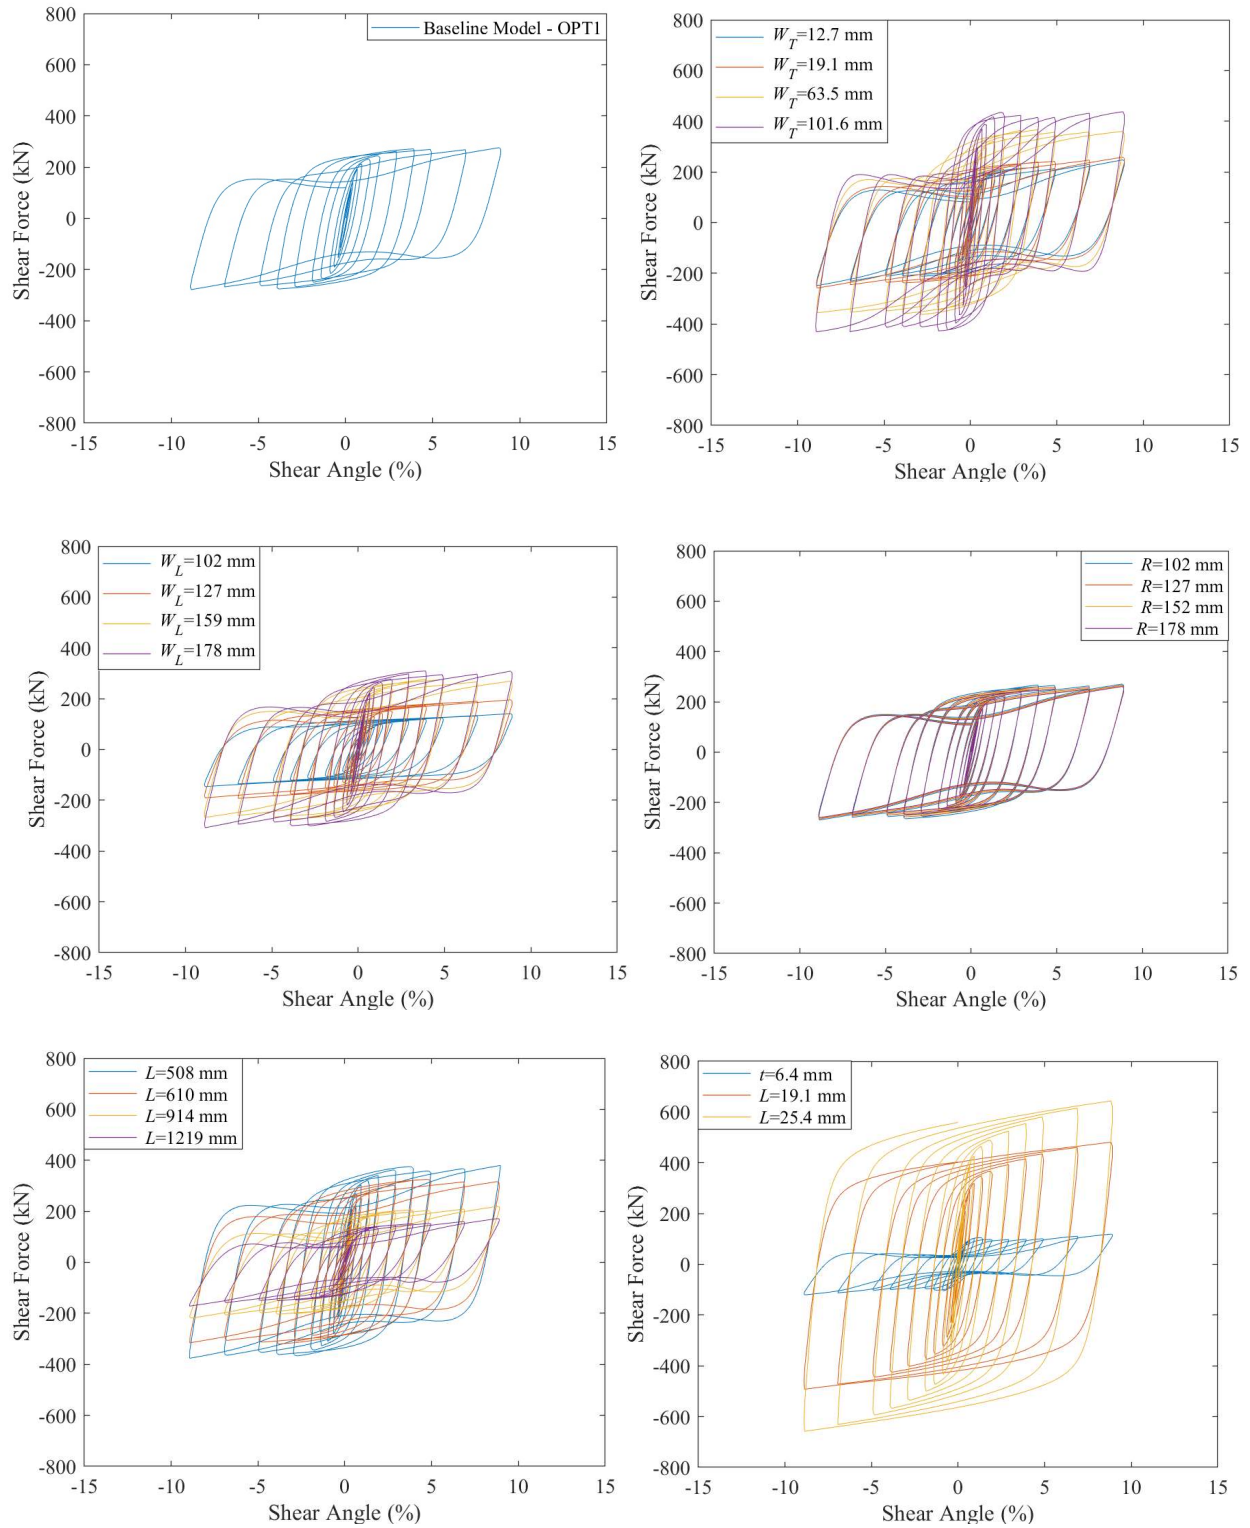 800
600
400
200
0
-200
-400
-600
-800
Shear Force (kN)
Baseline Model - OPT1
-15 -10 -5 0 5 10 15
Shear Angle (%)
800
600
400
200
0
-200
-400
-600
-800
Shear Force (kN)
W_T=12.7 mm
W_T=19.1 mm
W_T=63.5 mm
W_T=101.6 mm
-15 -10 -5 0 5 10 15
Shear Angle (%)
800
600
400
200
0
-200
-400
-600
-800
Shear Force (kN)
W_L=102 mm
W_L=127 mm
W_L=159 mm
W_L=178 mm
-15 -10 -5 0 5 10 15
Shear Angle (%)
800
600
400
200
0
-200
-400
-600
-800
Shear Force (kN)
R=102 mm
R=127 mm
R=152 mm
R=178 mm
-15 -10 -5 0 5 10 15
Shear Angle (%)
800
600
400
200
0
-200
-400
-600
-800
Shear Force (kN)
L=508 mm
L=610 mm
L=914 mm
L=1219 mm
-15 -10 -5 0 5 10 15
Shear Angle (%)
800
600
400
200
0
-200
-400
-600
-800
Shear Force (kN)
t=6.4 mm
L=19.1 mm
L=25.4 mm
-15 -10 -5 0 5 10 15
Shear Angle (%)